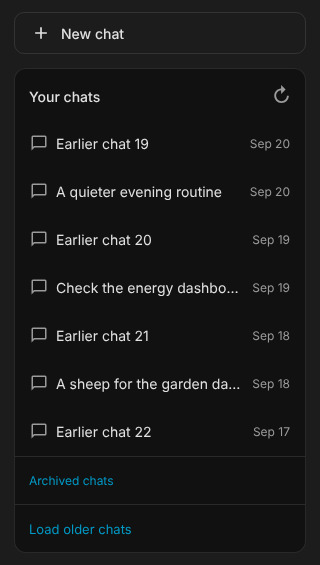 New chat
Your chats
Earlier chat 19 Sep 20
A quieter evening routine Sep 20
Earlier chat 20 Sep 19
Check the energy dashbo... Sep 19
Earlier chat 21 Sep 18
A sheep for the garden da... Sep 18
Earlier chat 22 Sep 17
Archived chats
Load older chats